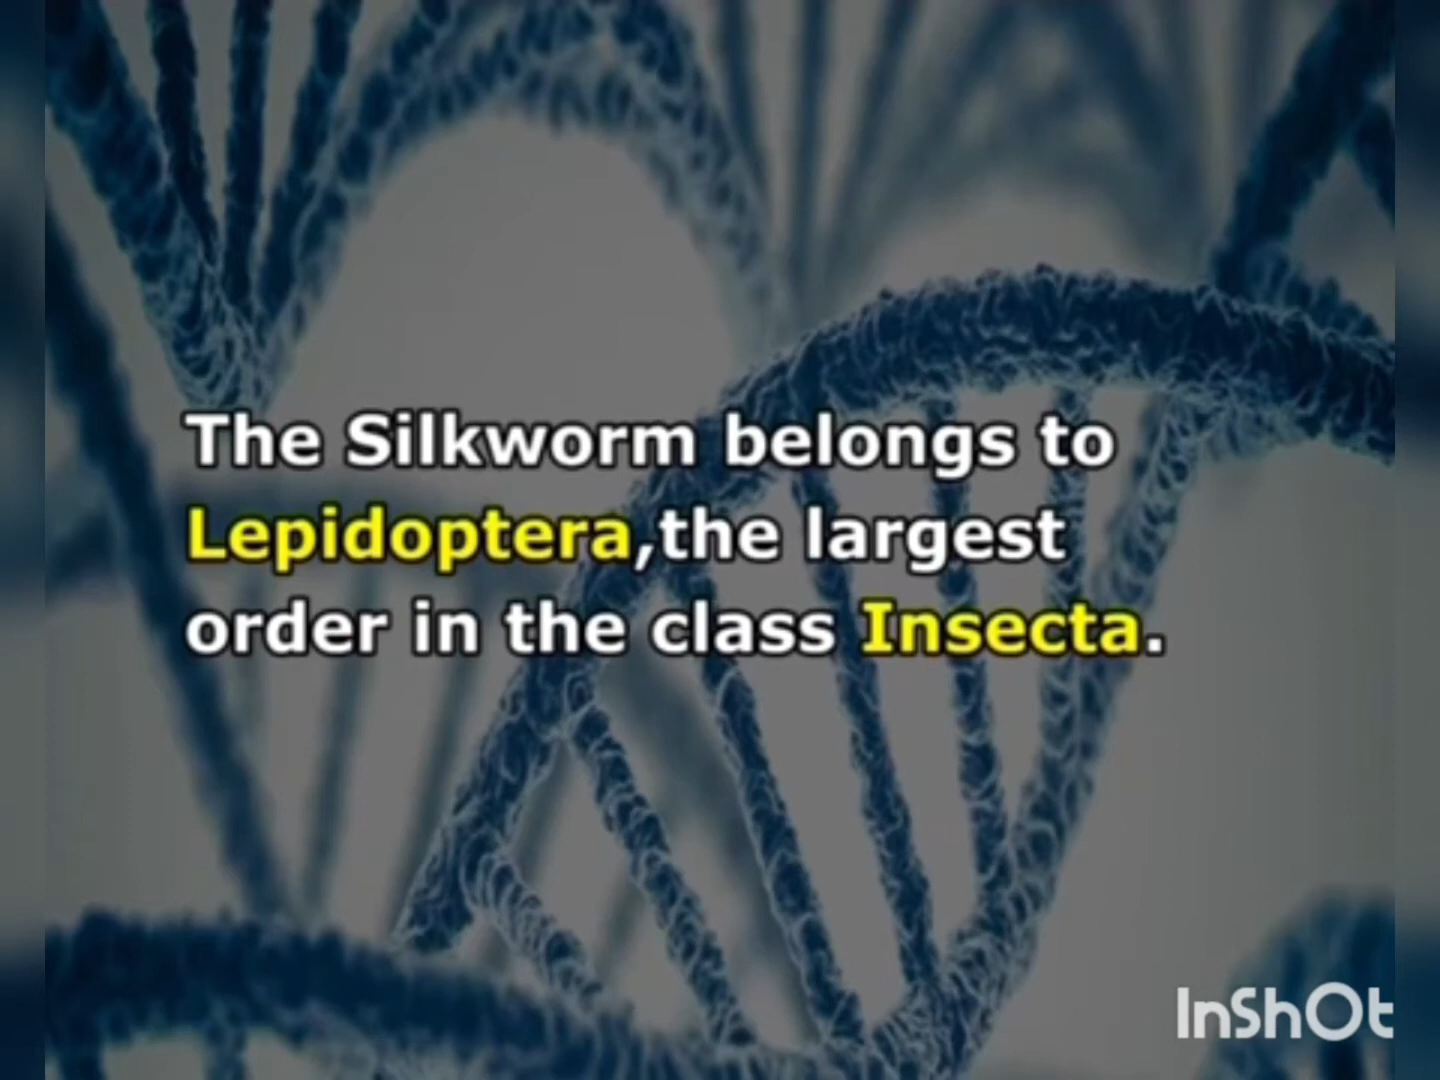 The Silkworm belongs to
Lepidoptera,the largest
order in the class Insecta.
InShOt